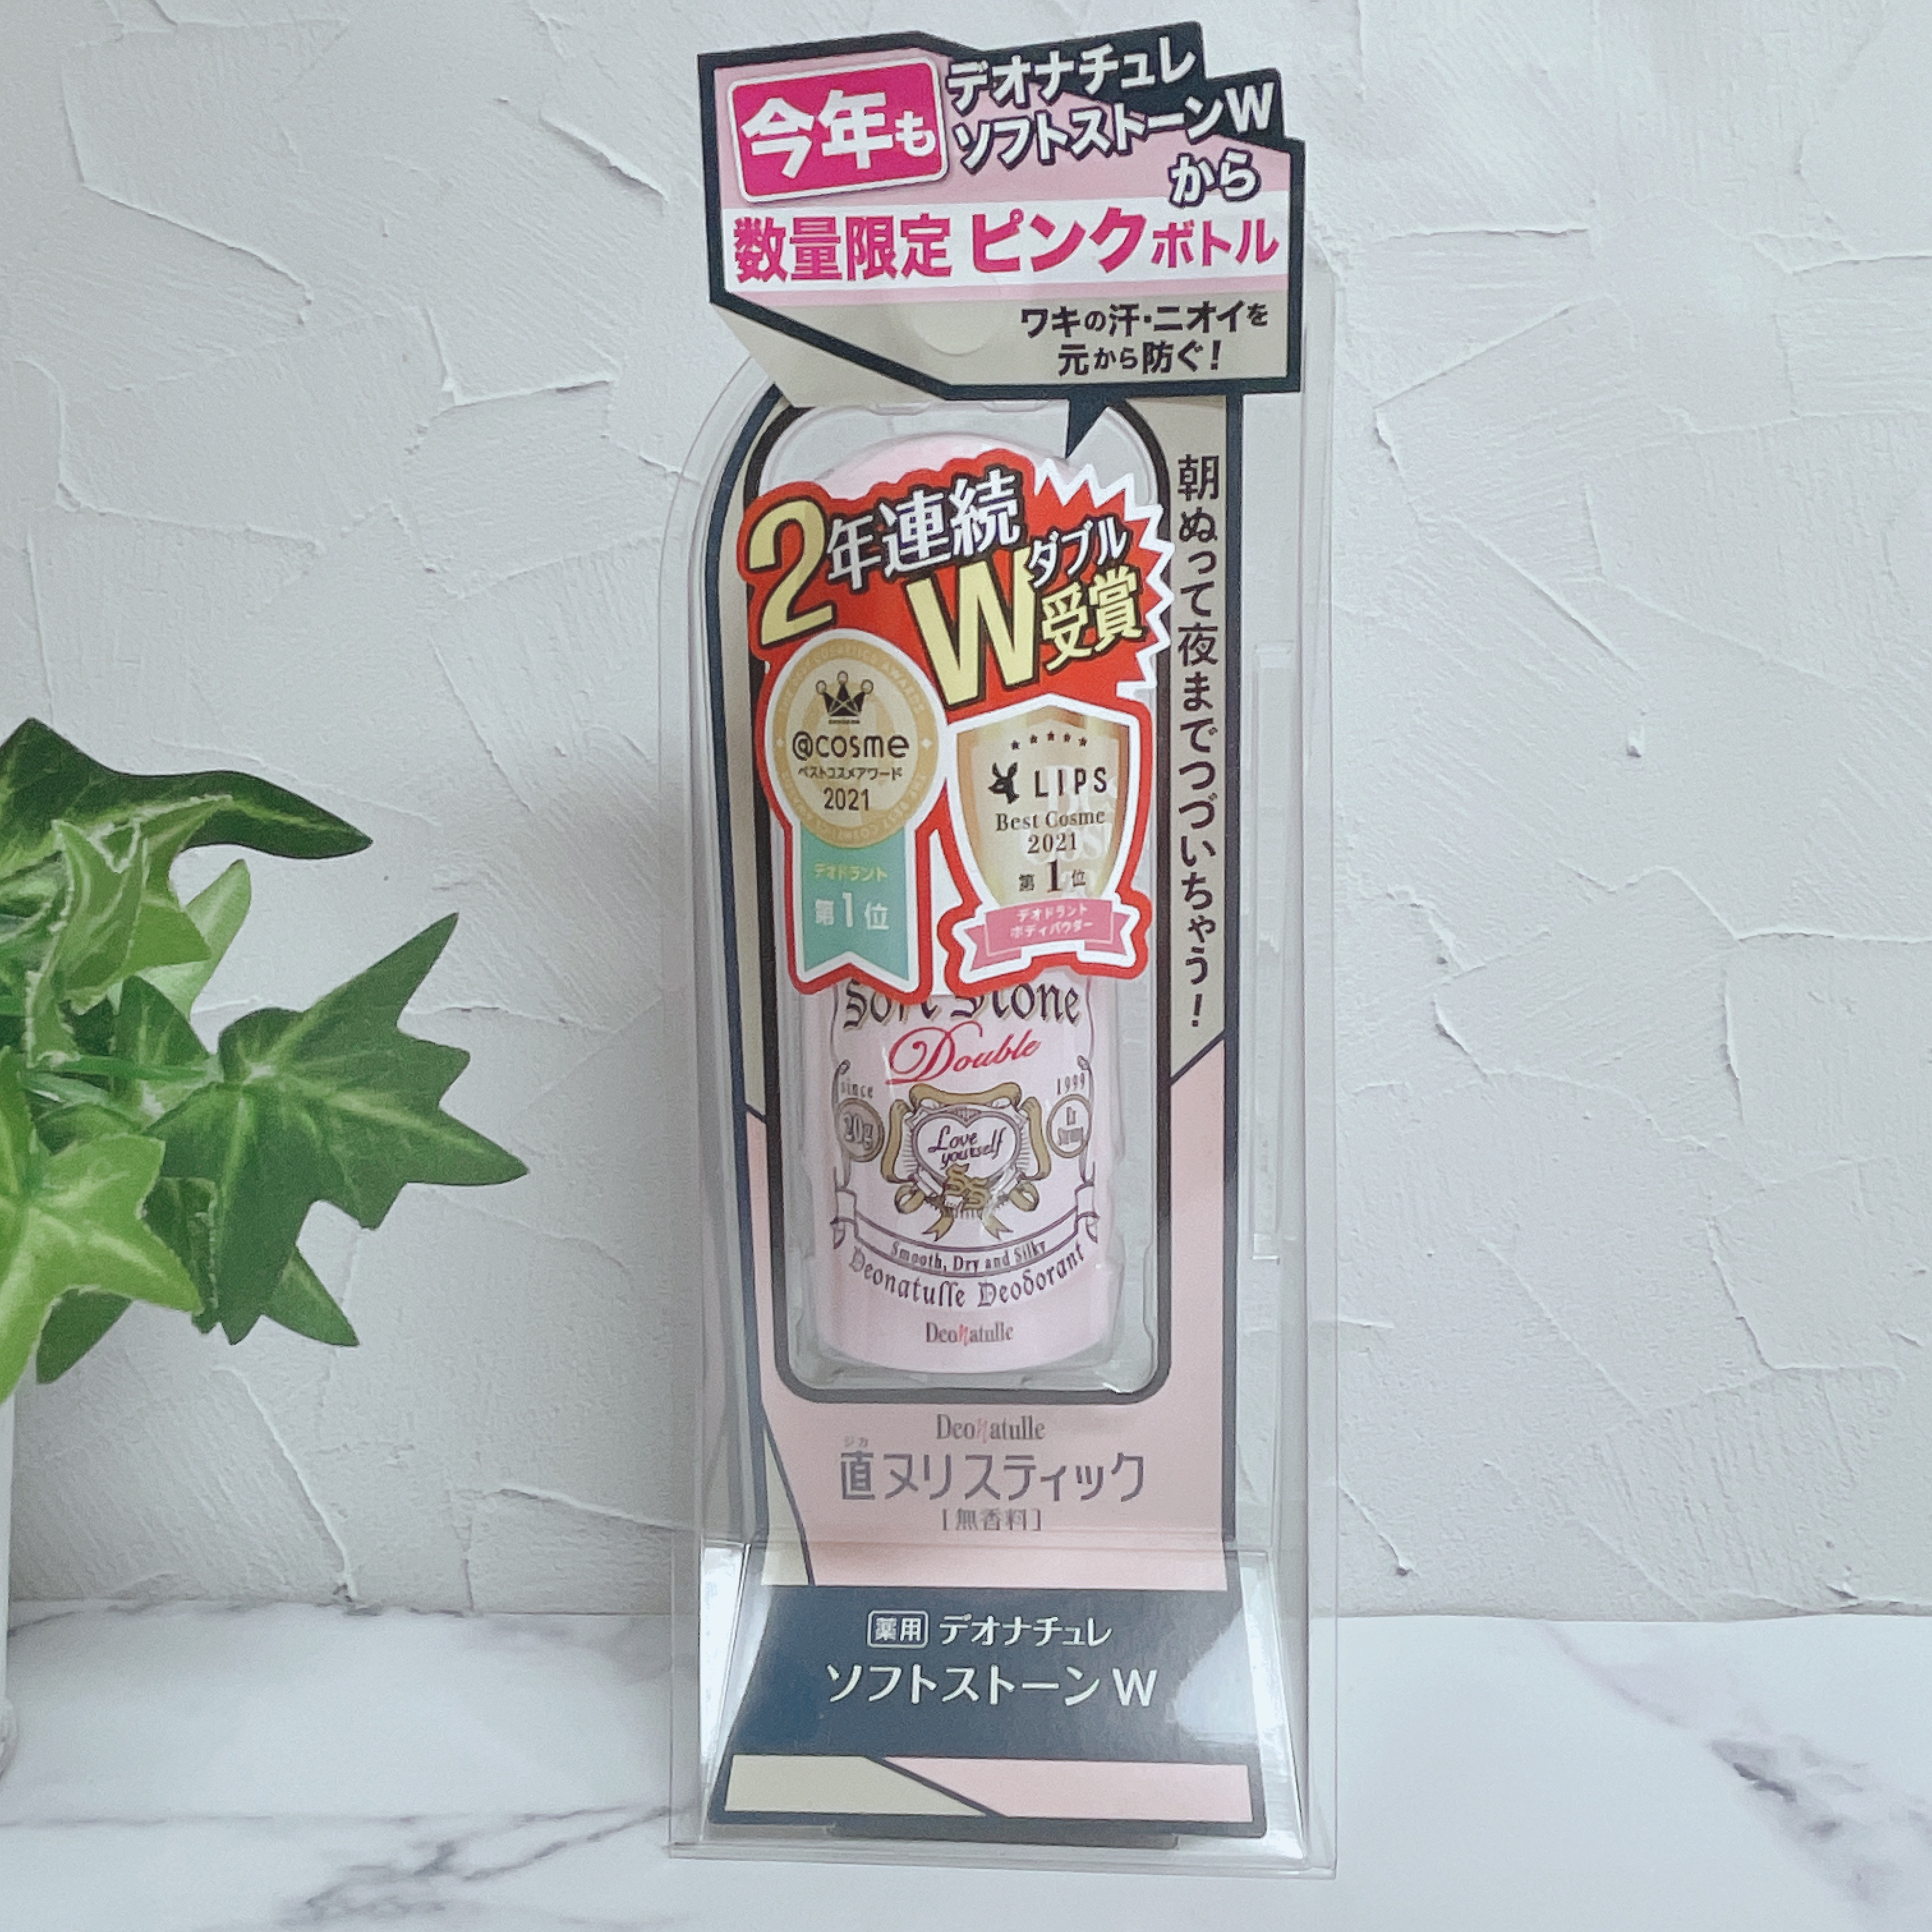 今年も
デオナチュレ
ソフトストーンW
から
数量限定 ピンクボトル
ワキの汗・ニオイを
元から防ぐ!
朝ぬって夜までつづいちゃう!
2年連続
Wダブル
受賞
@cosme
ベストコスメアワード
2021
デオドラント
第1位
LIPS
Best Cosme
2021
第1位
デオドラント
ボディパウダー
Soft Stone
Double
since 1999
20g
Ex
Strong
Love
yourself
SS
Smooth, Dry and Silky
Deonatulle Deodorant
Deonatulle
Deonatulle
ジカ
直ヌリスティック
[無香料]
薬用 デオナチュレ
ソフトストーンW